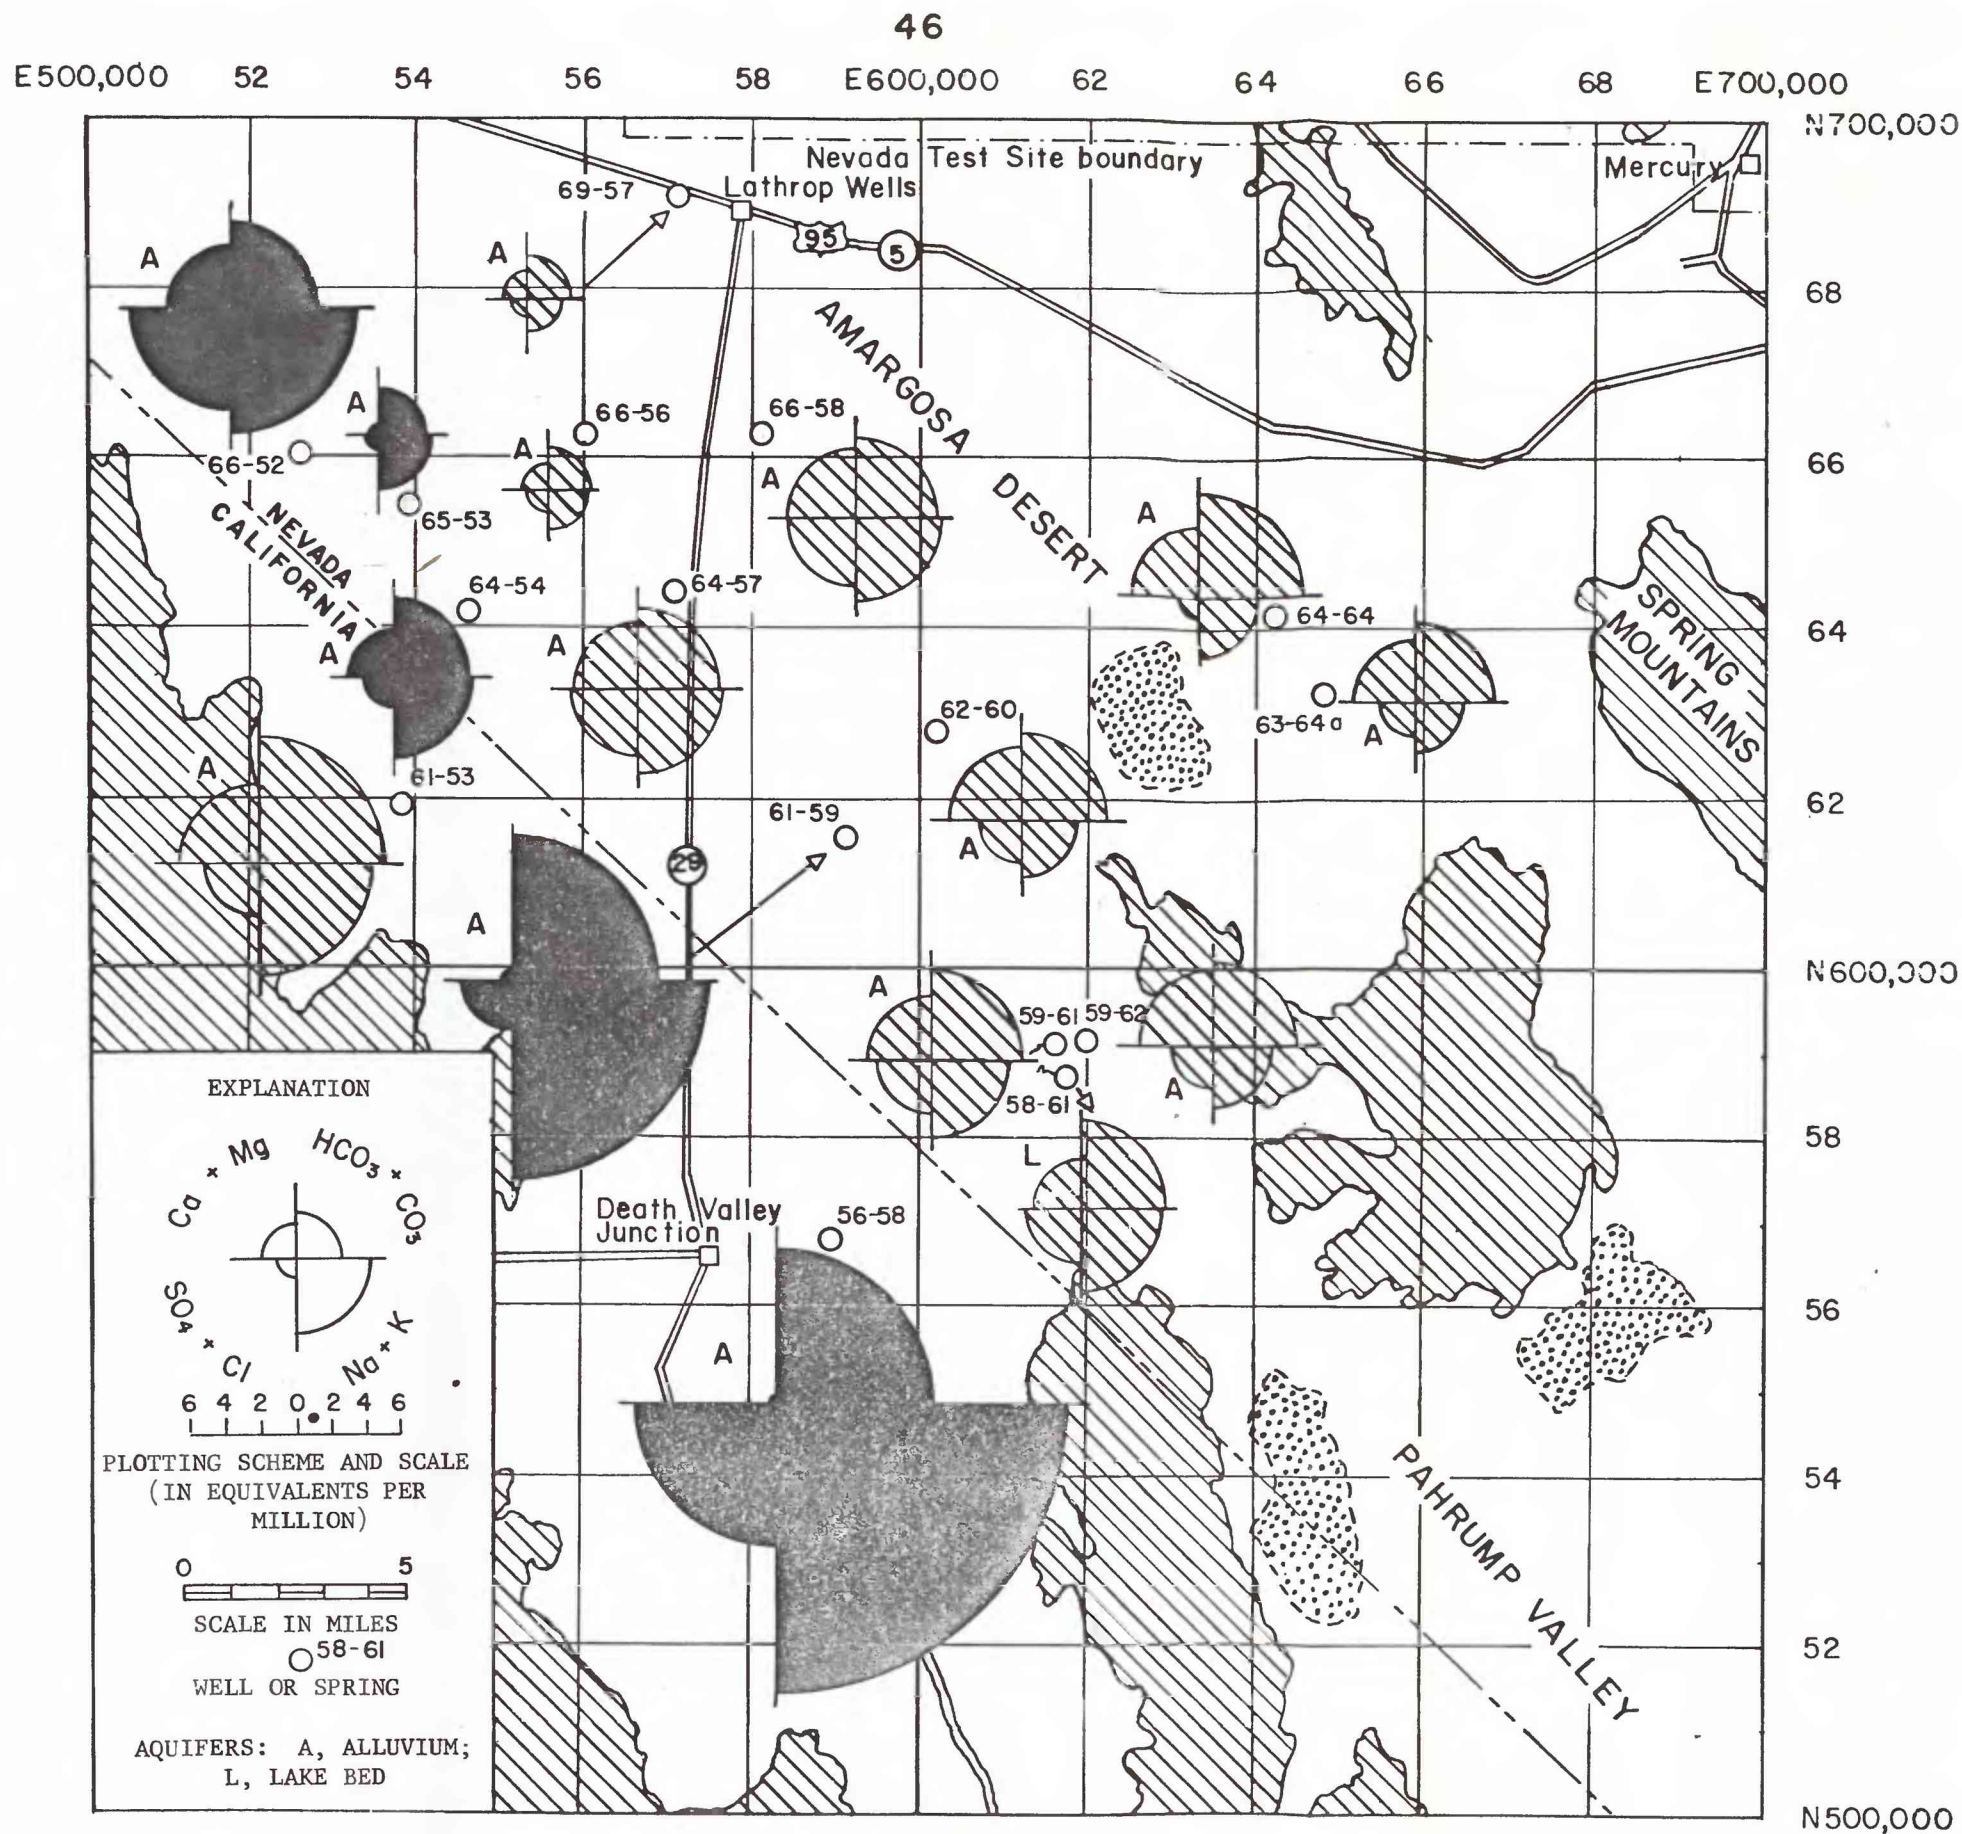 46
E500,000 52 54 56 58 E600,000 62 64 66 68 E700,000
N700,000
Nevada Test Site boundary
Mercury
69-57
Lathrop Wells
95
5
A
A
68
AMARGOSA
DESERT
A
66-56
66-58
A
A
66
66-52
65-53
NEVADA
CALIFORNIA
A
64-54
64-57
64-64
SPRING
MOUNTAINS
A
A
64
62-60
63-64a
A
61-53
A
61-59
62
A
29
A
N600,000
A
59-61 59-62
58-61
A
58
L
Death Valley
Junction
56-58
56
A
54
PAHRUMP VALLEY
52
N500,000
EXPLANATION
Ca + Mg
HCO₃ + CO₃
SO₄ + Cl
Na + K
6 4 2 0 2 4 6
PLOTTING SCHEME AND SCALE
(IN EQUIVALENTS PER
MILLION)
0 5
SCALE IN MILES
58-61
WELL OR SPRING
AQUIFERS: A, ALLUVIUM;
L, LAKE BED